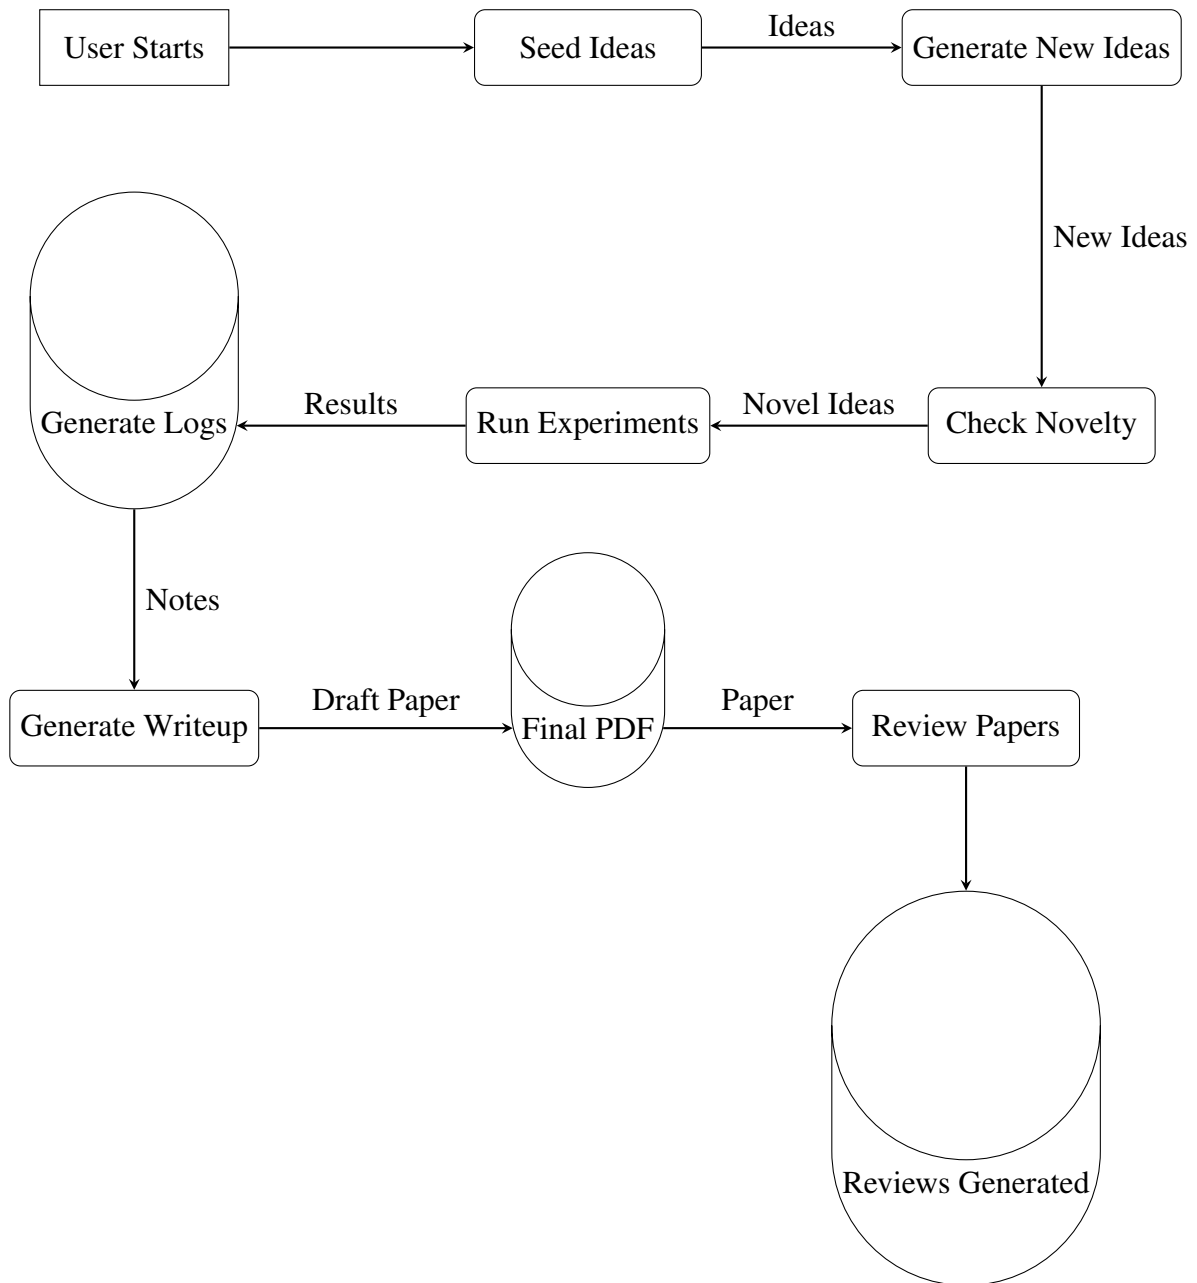 User Starts
Seed Ideas
Ideas
Generate New Ideas
New Ideas
Generate Logs
Results
Run Experiments
Novel Ideas
Check Novelty
Notes
Generate Writeup
Draft Paper
Final PDF
Paper
Review Papers
Reviews Generated